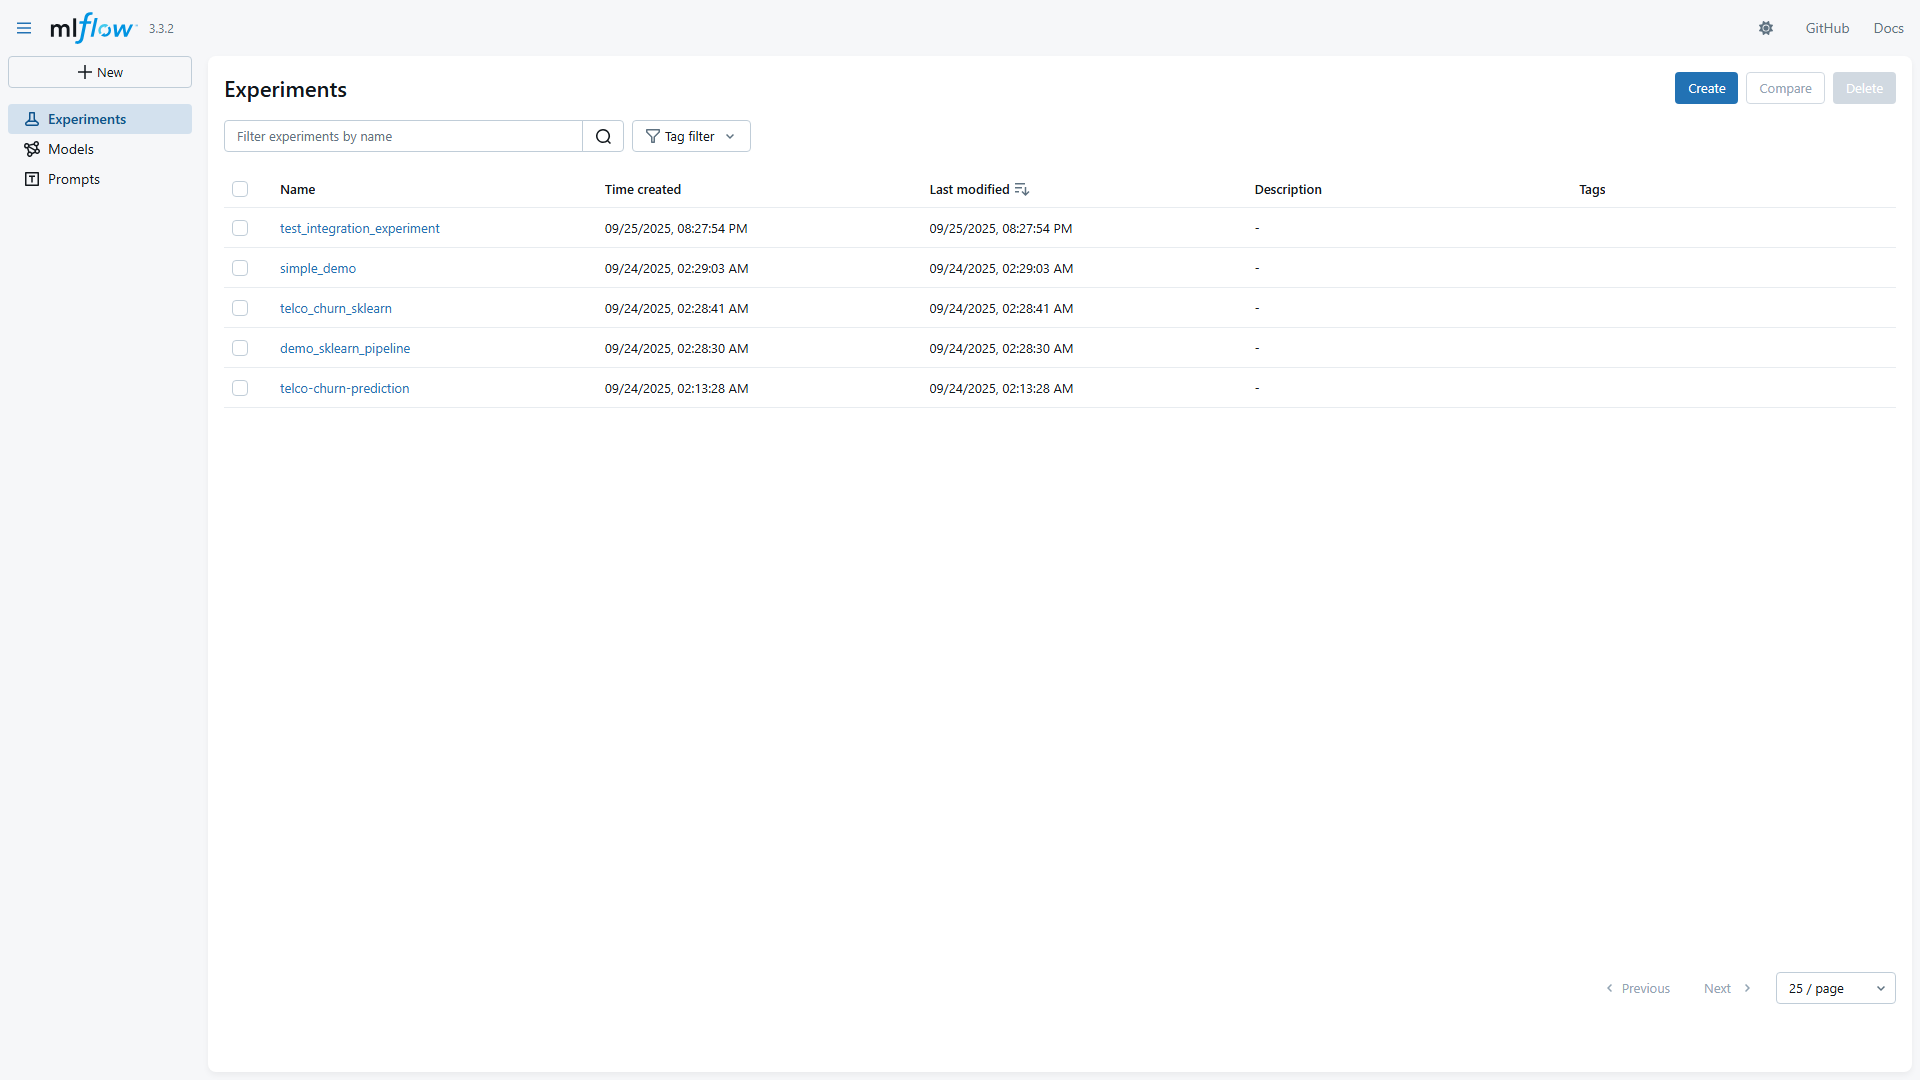 mlflow 3.3.2 GitHub Docs
New
Experiments
Models
Prompts
Experiments
Create Compare Delete
Filter experiments by name Tag filter
Name Time created Last modified Description Tags
test_integration_experiment 09/25/2025, 08:27:54 PM 09/25/2025, 08:27:54 PM -
simple_demo 09/24/2025, 02:29:03 AM 09/24/2025, 02:29:03 AM -
telco_churn_sklearn 09/24/2025, 02:28:41 AM 09/24/2025, 02:28:41 AM -
demo_sklearn_pipeline 09/24/2025, 02:28:30 AM 09/24/2025, 02:28:30 AM -
telco-churn-prediction 09/24/2025, 02:13:28 AM 09/24/2025, 02:13:28 AM -
Previous Next 25 / page